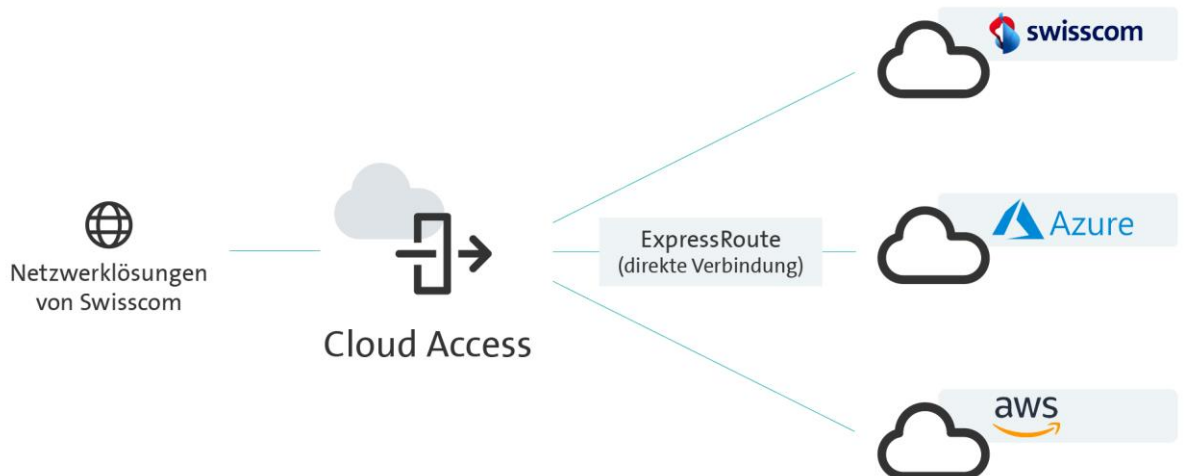 swisscom
Netzwerklösungen
von Swisscom
Cloud Access
ExpressRoute
(direkte Verbindung)
Azure
aws